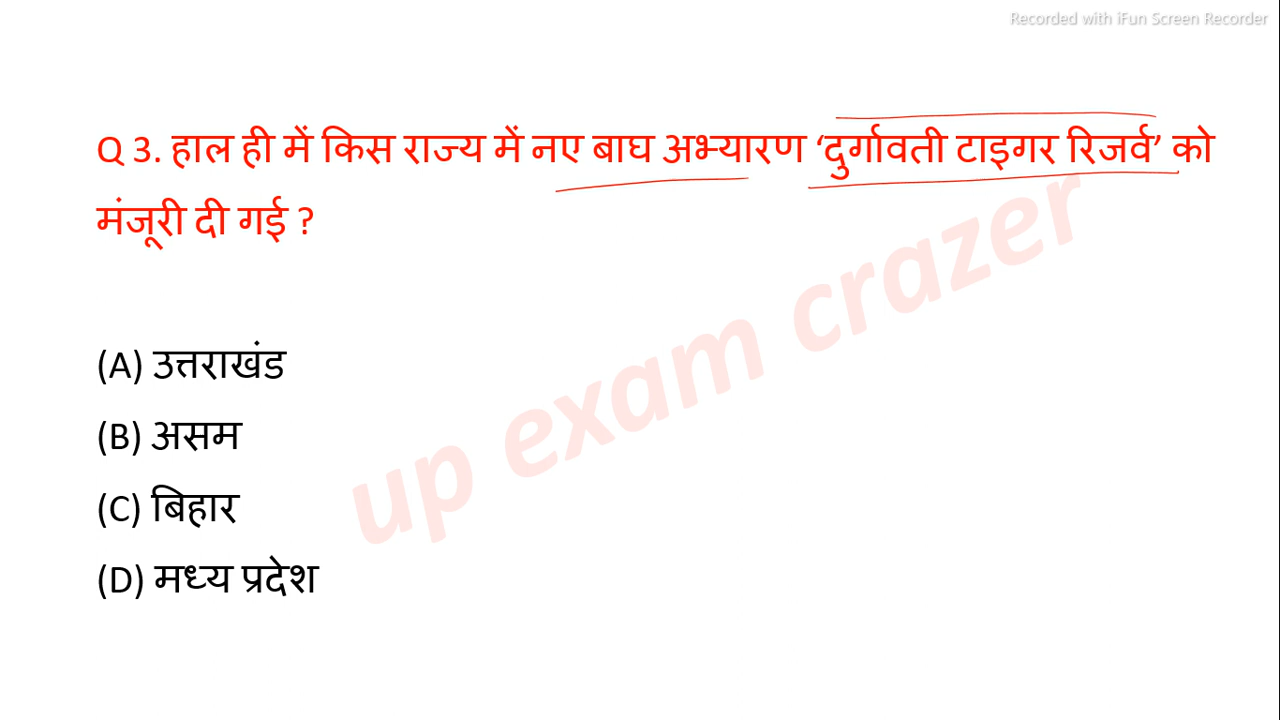 Recorded with iFun Screen Recorder
Q 3. हाल ही में किस राज्य में नए बाघ अभ्यारण ‘दुर्गावती टाइगर रिजर्व’ को
मंजूरी दी गई ?
up exam crazer
(A) उत्तराखंड
(B) असम
(C) बिहार
(D) मध्य प्रदेश